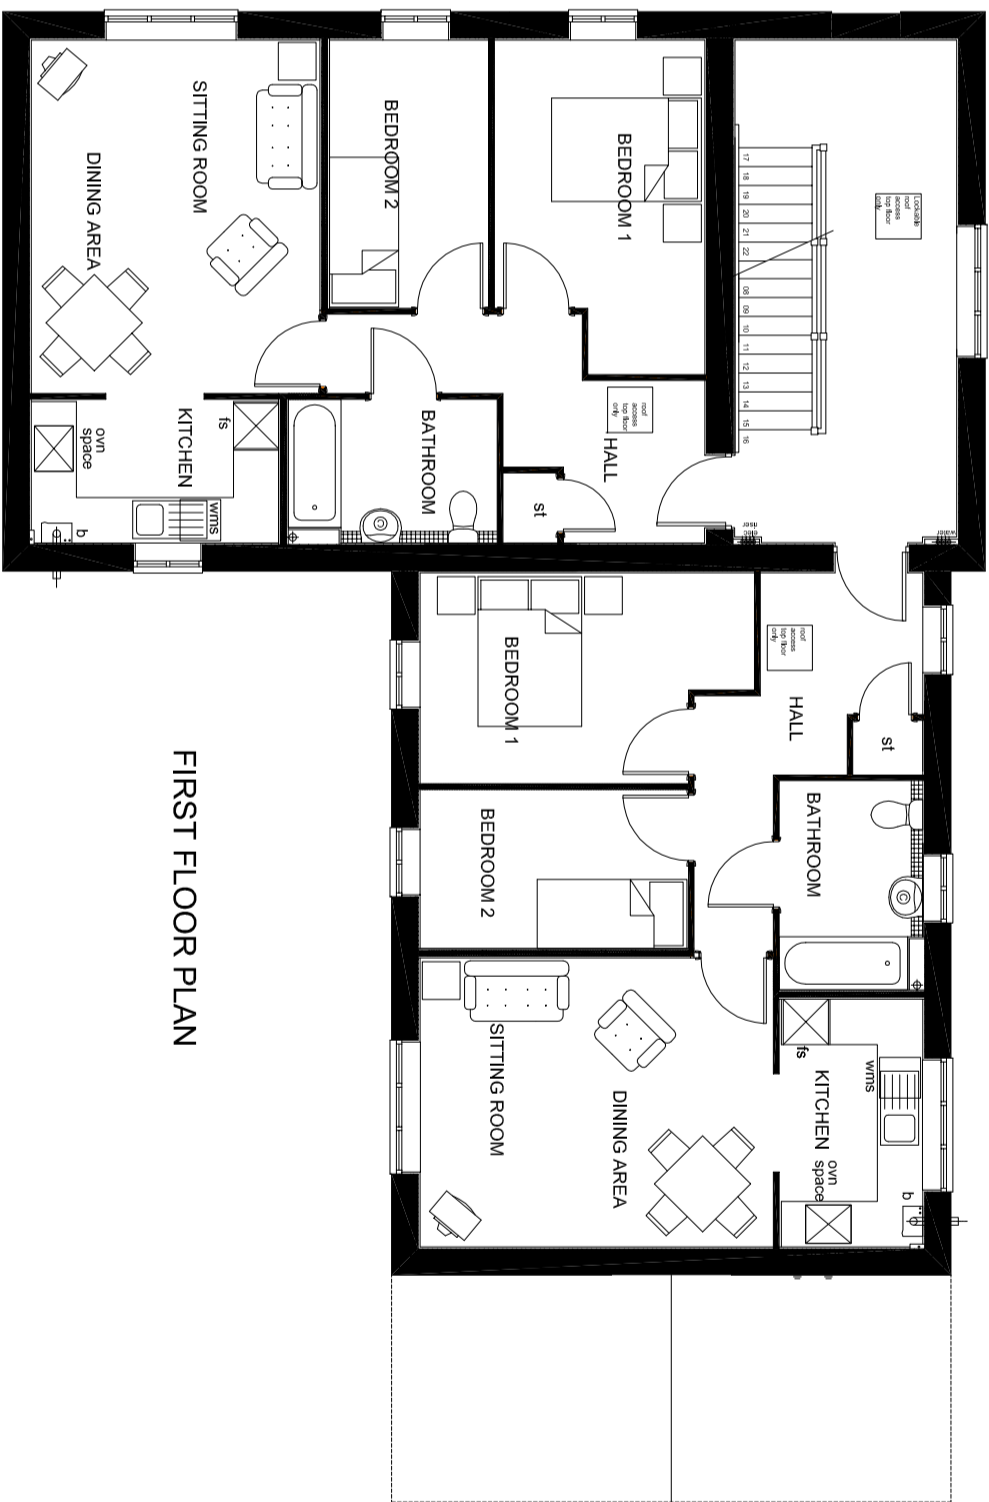 SITTING ROOM
DINING AREA
BEDROOM 2
BEDROOM 1
17
18
19
20
21
22
08
09
10
11
12
13
14
15
16
Lockable
roof
access
top floor
only
KITCHEN
fs
ovn
space
wms
b
BATHROOM
HALL
roof
access
top floor
only
st
BEDROOM 1
roof
access
top floor
only
HALL
st
BEDROOM 2
BATHROOM
SITTING ROOM
DINING AREA
KITCHEN
fs
wms
ovn
space
b
FIRST FLOOR PLAN